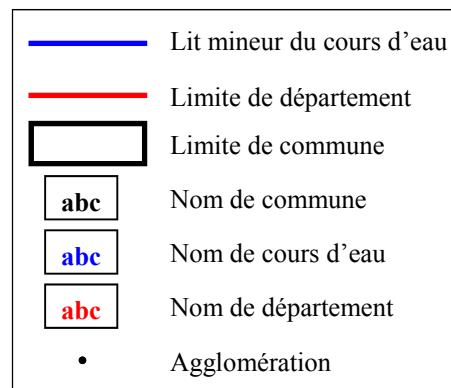 Lit mineur du cours d’eau
Limite de département
Limite de commune
abc Nom de commune
abc Nom de cours d’eau
abc Nom de département
Agglomération